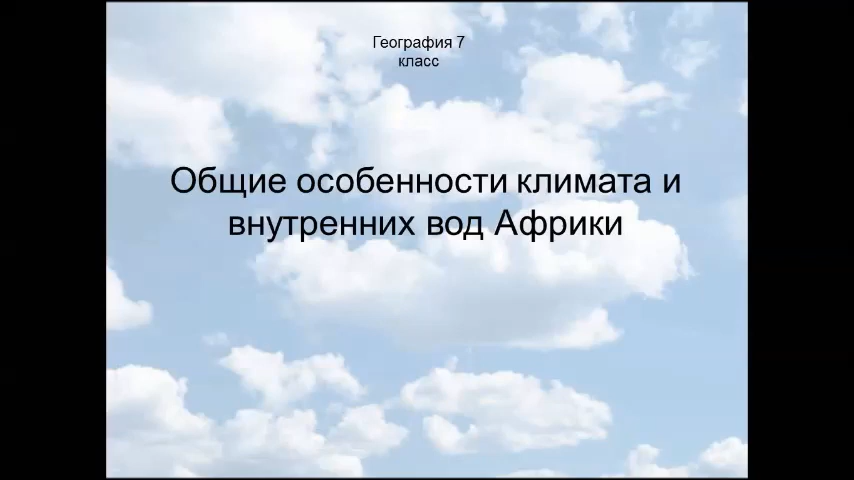 География 7
класс
Общие особенности климата и
внутренних вод Африки